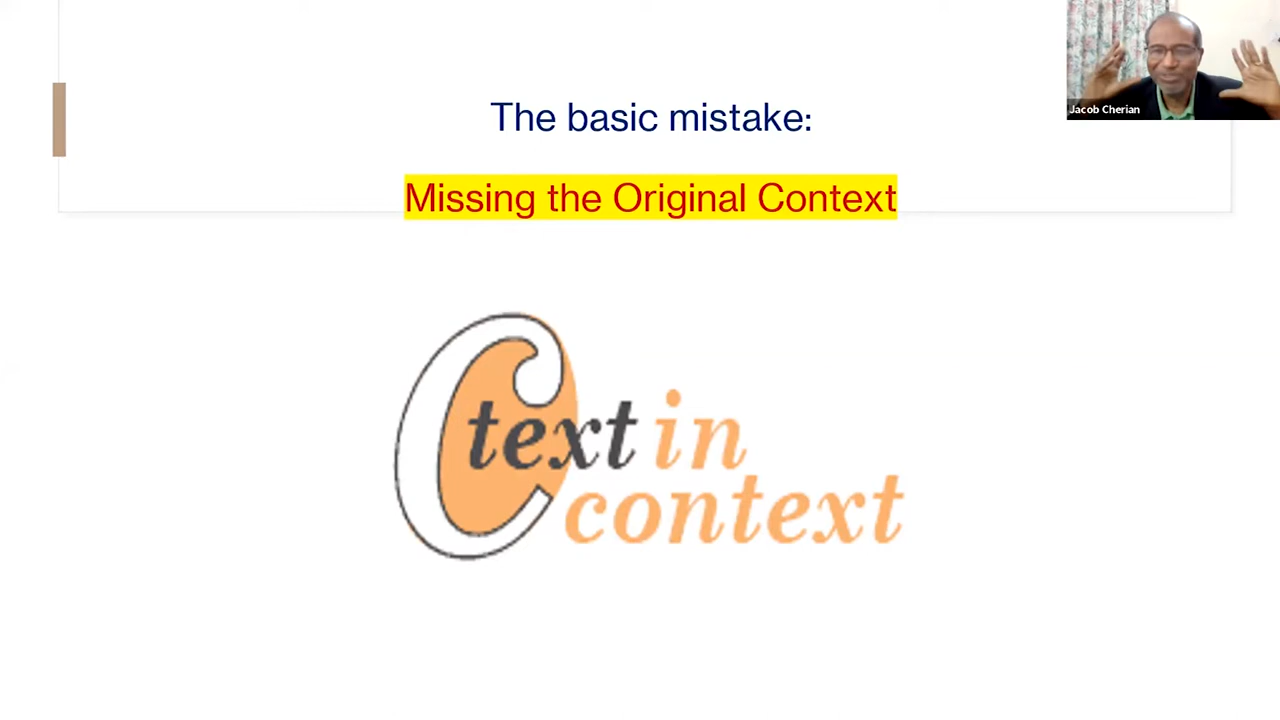 The basic mistake:
Missing the Original Context
Jacob Cherian
text in
context